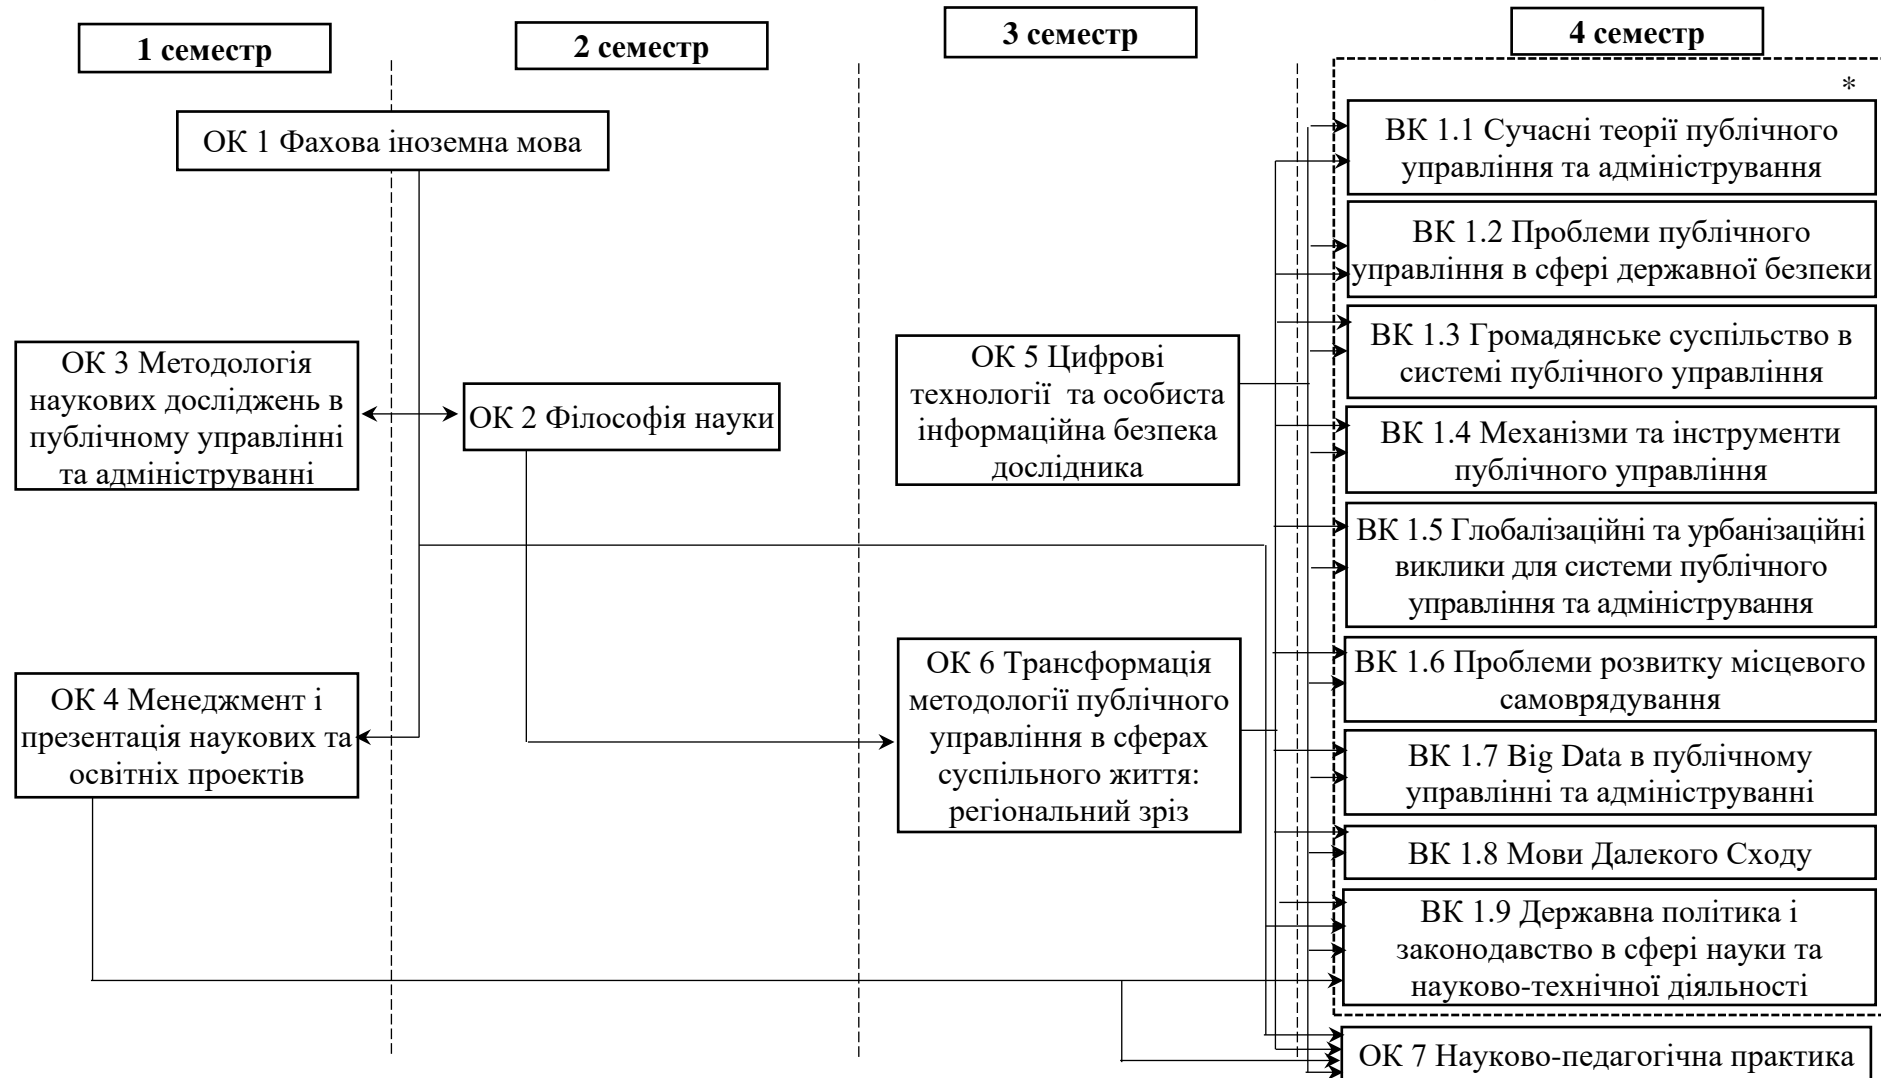 1 семестр
2 семестр
3 семестр
4 семестр
*
ОК 1 Фахова іноземна мова
ОК 3 Методологія
наукових досліджень в
публічному управлінні
та адмініструванні
ОК 4 Менеджмент і
презентація наукових та
освітніх проектів
ОК 2 Філософія науки
ОК 5 Цифрові
технології та особиста
інформаційна безпека
дослідника
ОК 6 Трансформація
методології публічного
управління в сферах
суспільного життя:
регіональний зріз
ВК 1.1 Сучасні теорії публічного
управління та адміністрування
ВК 1.2 Проблеми публічного
управління в сфері державної безпеки
ВК 1.3 Громадянське суспільство в
системі публічного управління
ВК 1.4 Механізми та інструменти
публічного управління
ВК 1.5 Глобалізаційні та урбанізаційні
виклики для системи публічного
управління та адміністрування
ВК 1.6 Проблеми розвитку місцевого
самоврядування
ВК 1.7 Big Data в публічному
управлінні та адмініструванні
ВК 1.8 Мови Далекого Сходу
ВК 1.9 Державна політика і
законодавство в сфері науки та
науково-технічної діяльності
ОК 7 Науково-педагогічна практика